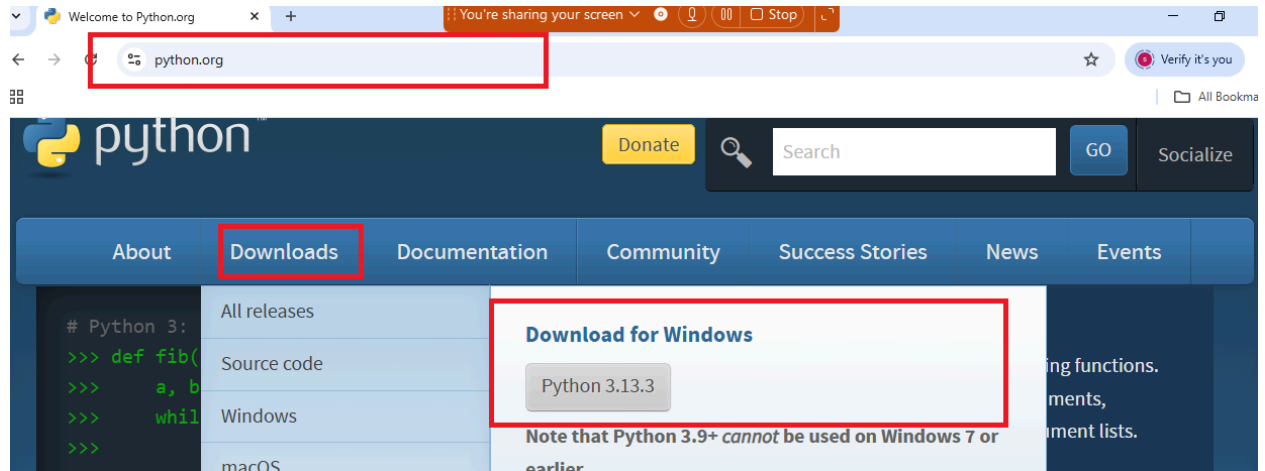 Welcome to Python.org
You're sharing your screen
Stop
python.org
Verify it's you
All Bookma
python
Donate
Search
GO
Socialize
About
Downloads
Documentation
Community
Success Stories
News
Events
All releases
Source code
Windows
macOS
Download for Windows
Python 3.13.3
Note that Python 3.9+ cannot be used on Windows 7 or
earlier
# Python 3:
>>> def fib(
>>> a, b
>>> whil
>>>
ing functions.
ments,
ument lists.